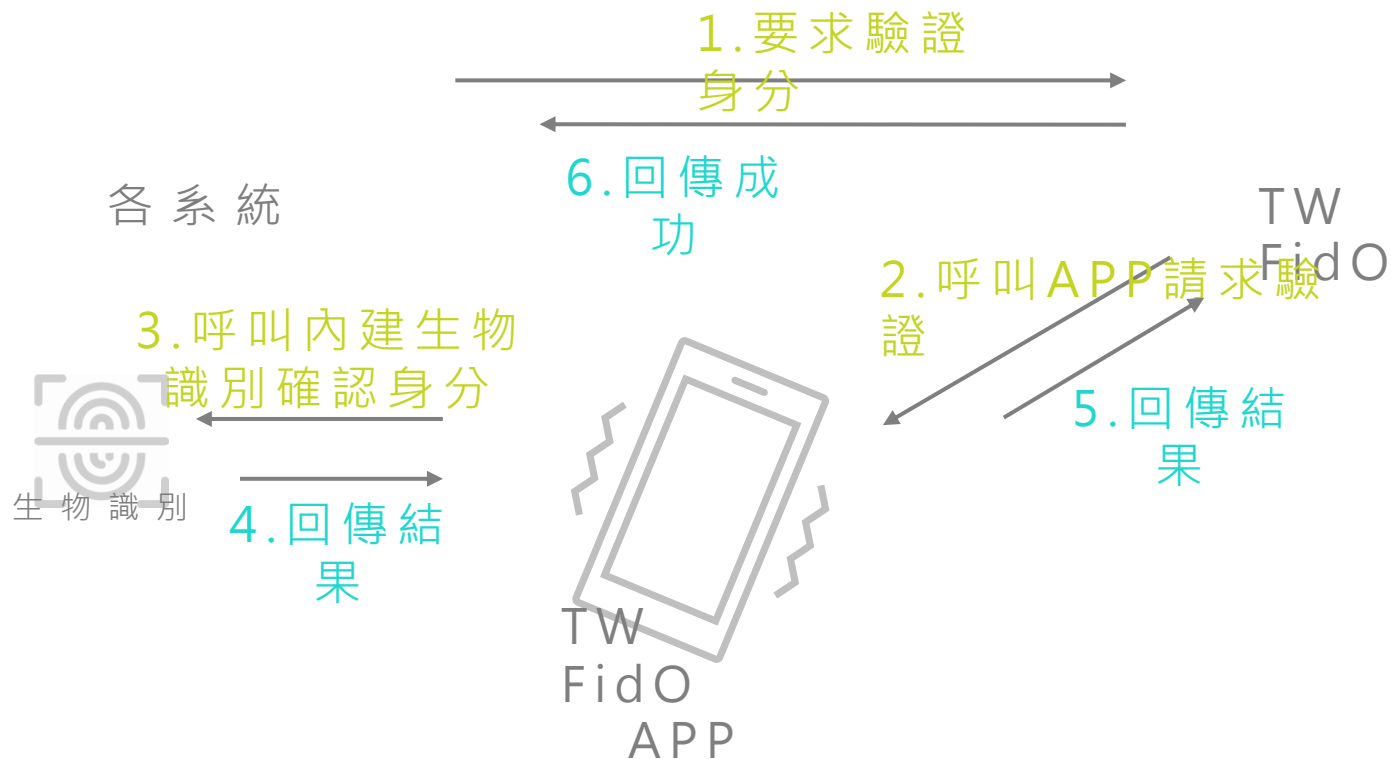 1.要求驗證
身分
6.回傳成
功
各系統
TW
FidO
2.呼叫APP請求驗
證
3.呼叫內建生物
識別確認身分
5.回傳結
果
生物識別
4.回傳結
果
TW
FidO
APP